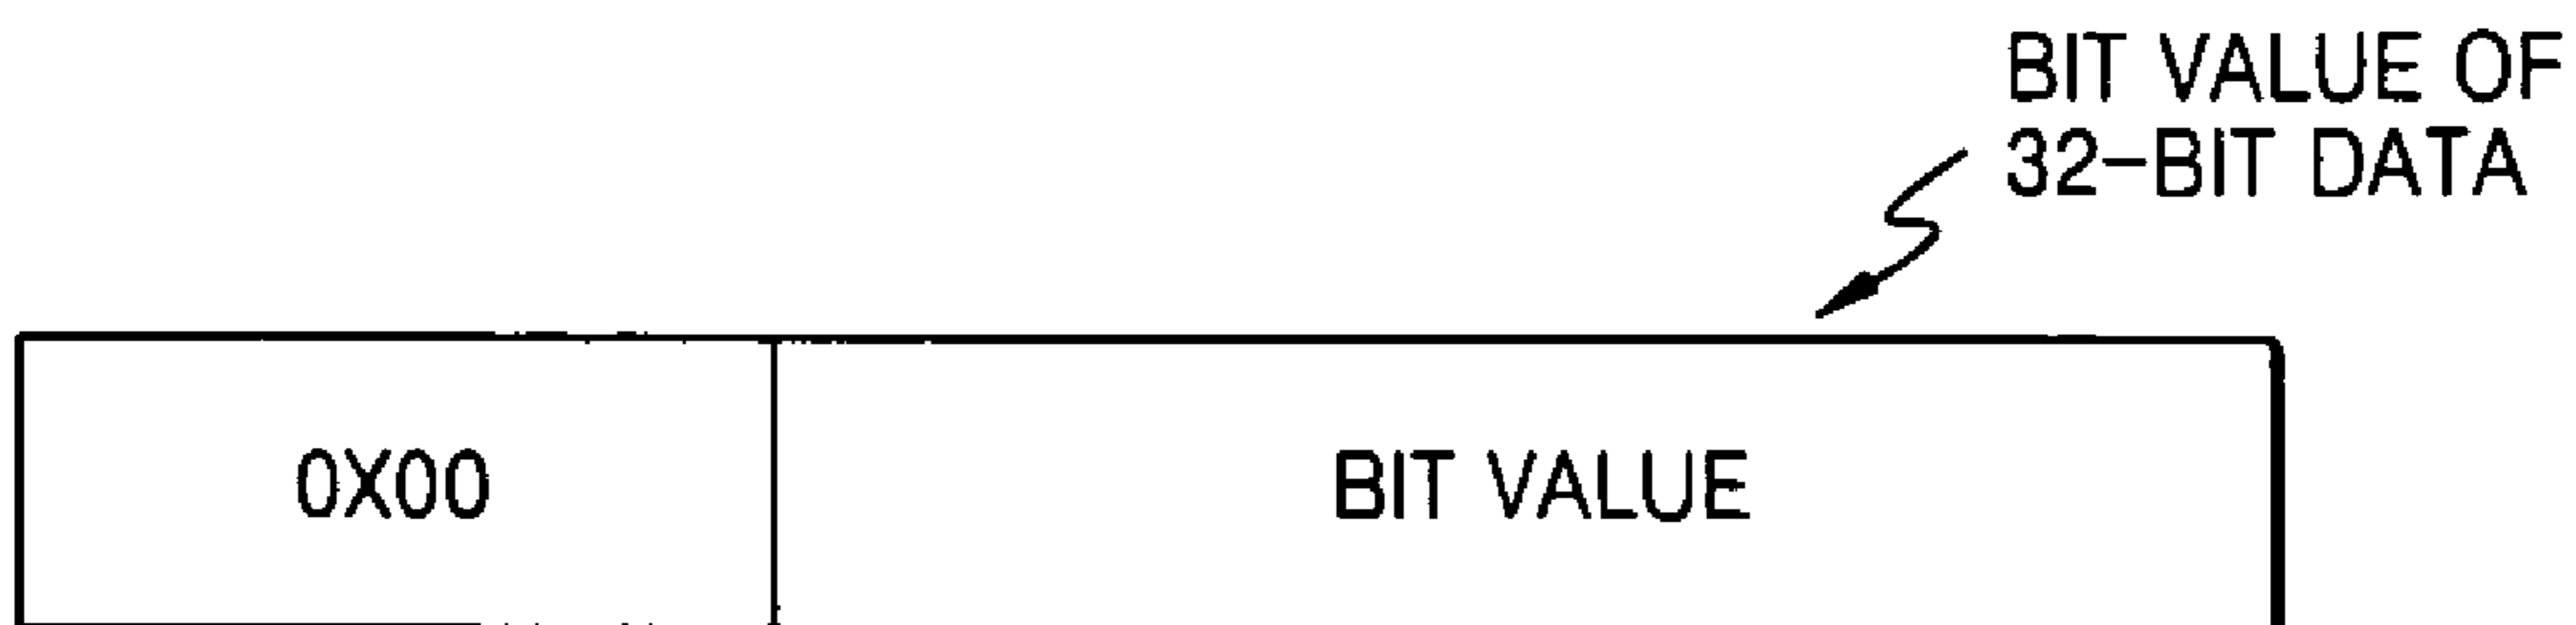 BIT VALUE OF
32-BIT DATA
0X00
BIT VALUE